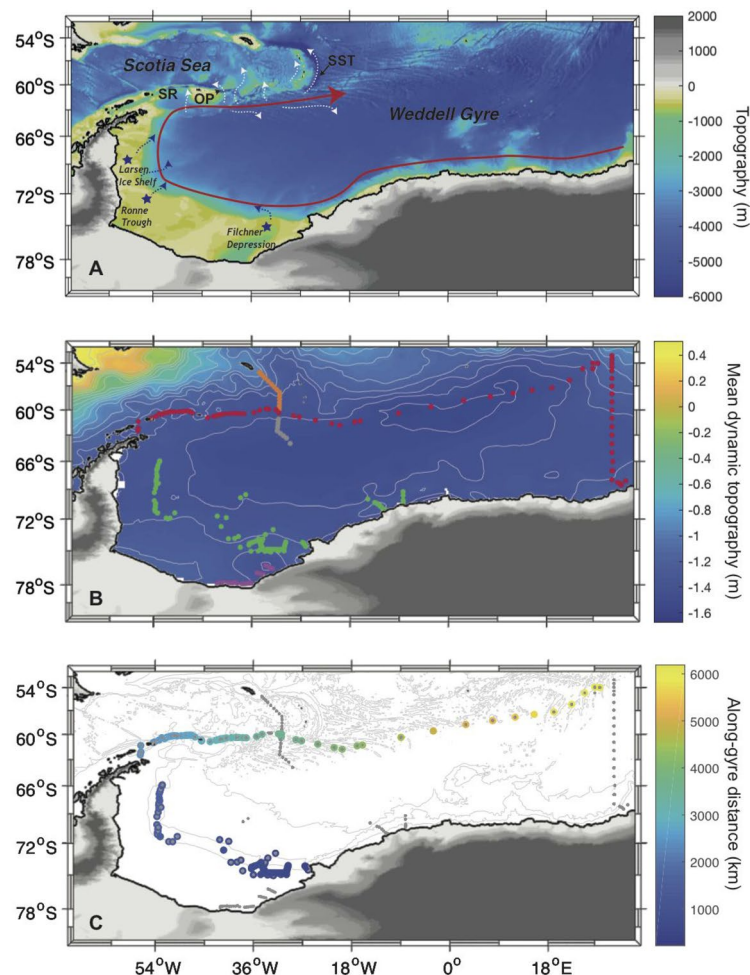 54°S
60°S
66°S
72°S
78°S
Scotia Sea
SST
SR
OP
Weddell Gyre
Larsen
Ice Shelf
Ronne
Trough
Filchner
Depression
A
2000
1000
0
-1000
-2000
-3000
-4000
-5000
-6000
Topography (m)
54°S
60°S
66°S
72°S
78°S
B
0.4
0.2
0
-0.2
-0.4
-0.6
-0.8
-1
-1.2
-1.4
-1.6
Mean dynamic topography (m)
54°S
60°S
66°S
72°S
78°S
C
6000
5000
4000
3000
2000
1000
Along-gyre distance (km)
54°W
36°W
18°W
0°
18°E